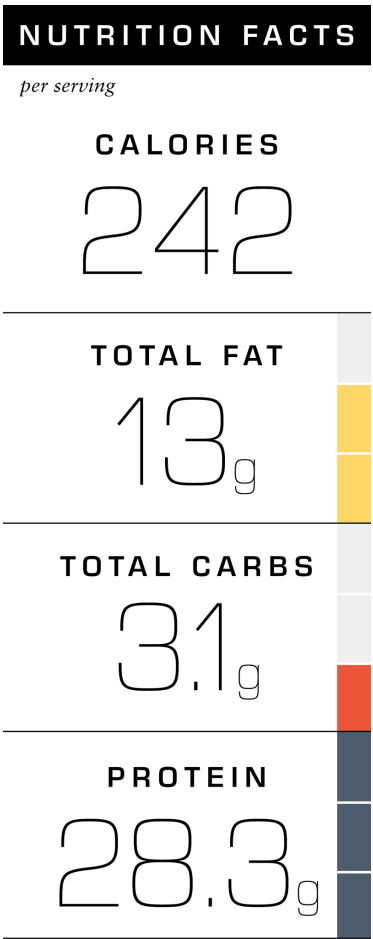 NUTRITION FACTS
per serving
CALORIES
242
TOTAL FAT
13g
TOTAL CARBS
3.1g
PROTEIN
28.3g